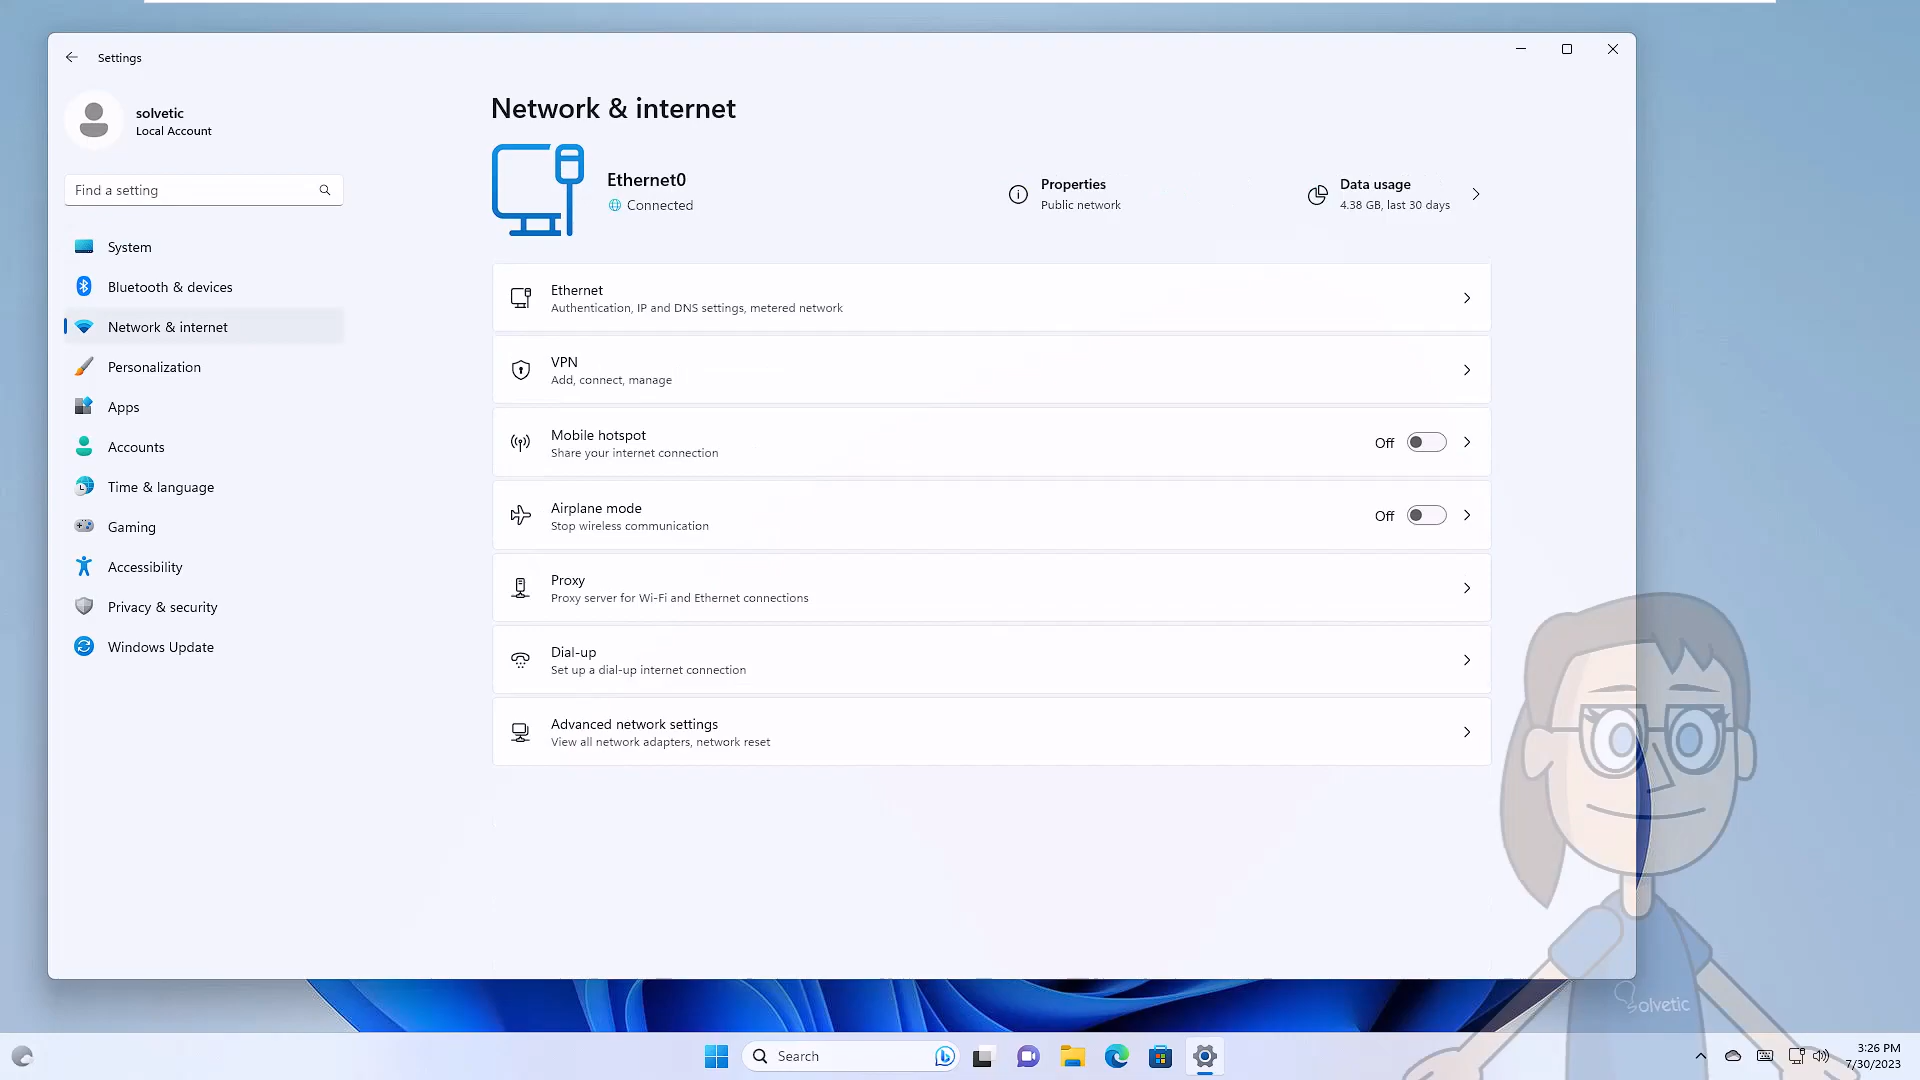 Settings
solvetic
Local Account
Find a setting
System
Bluetooth & devices
Network & internet
Personalization
Apps
Accounts
Time & language
Gaming
Accessibility
Privacy & security
Windows Update
Network & internet
Ethernet0
Connected
Properties
Public network
Data usage
4.38 GB, last 30 days
Ethernet
Authentication, IP and DNS settings, metered network
VPN
Add, connect, manage
Mobile hotspot
Share your internet connection
Off
Airplane mode
Stop wireless communication
Off
Proxy
Proxy server for Wi-Fi and Ethernet connections
Dial-up
Set up a dial-up internet connection
Advanced network settings
View all network adapters, network reset
Solvetic
Search
3:26 PM
7/30/2023